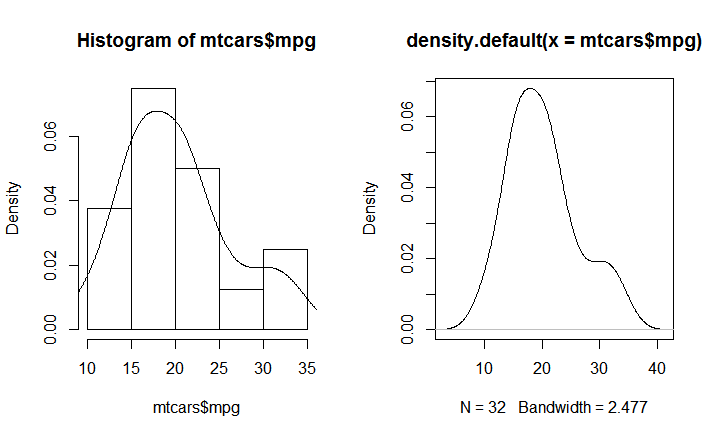 Histogram of mtcars$mpg
Density
0.00 0.02 0.04 0.06
10 15 20 25 30 35
mtcars$mpg
density.default(x = mtcars$mpg)
Density
0.00 0.02 0.04 0.06
10 20 30 40
N = 32 Bandwidth = 2.477